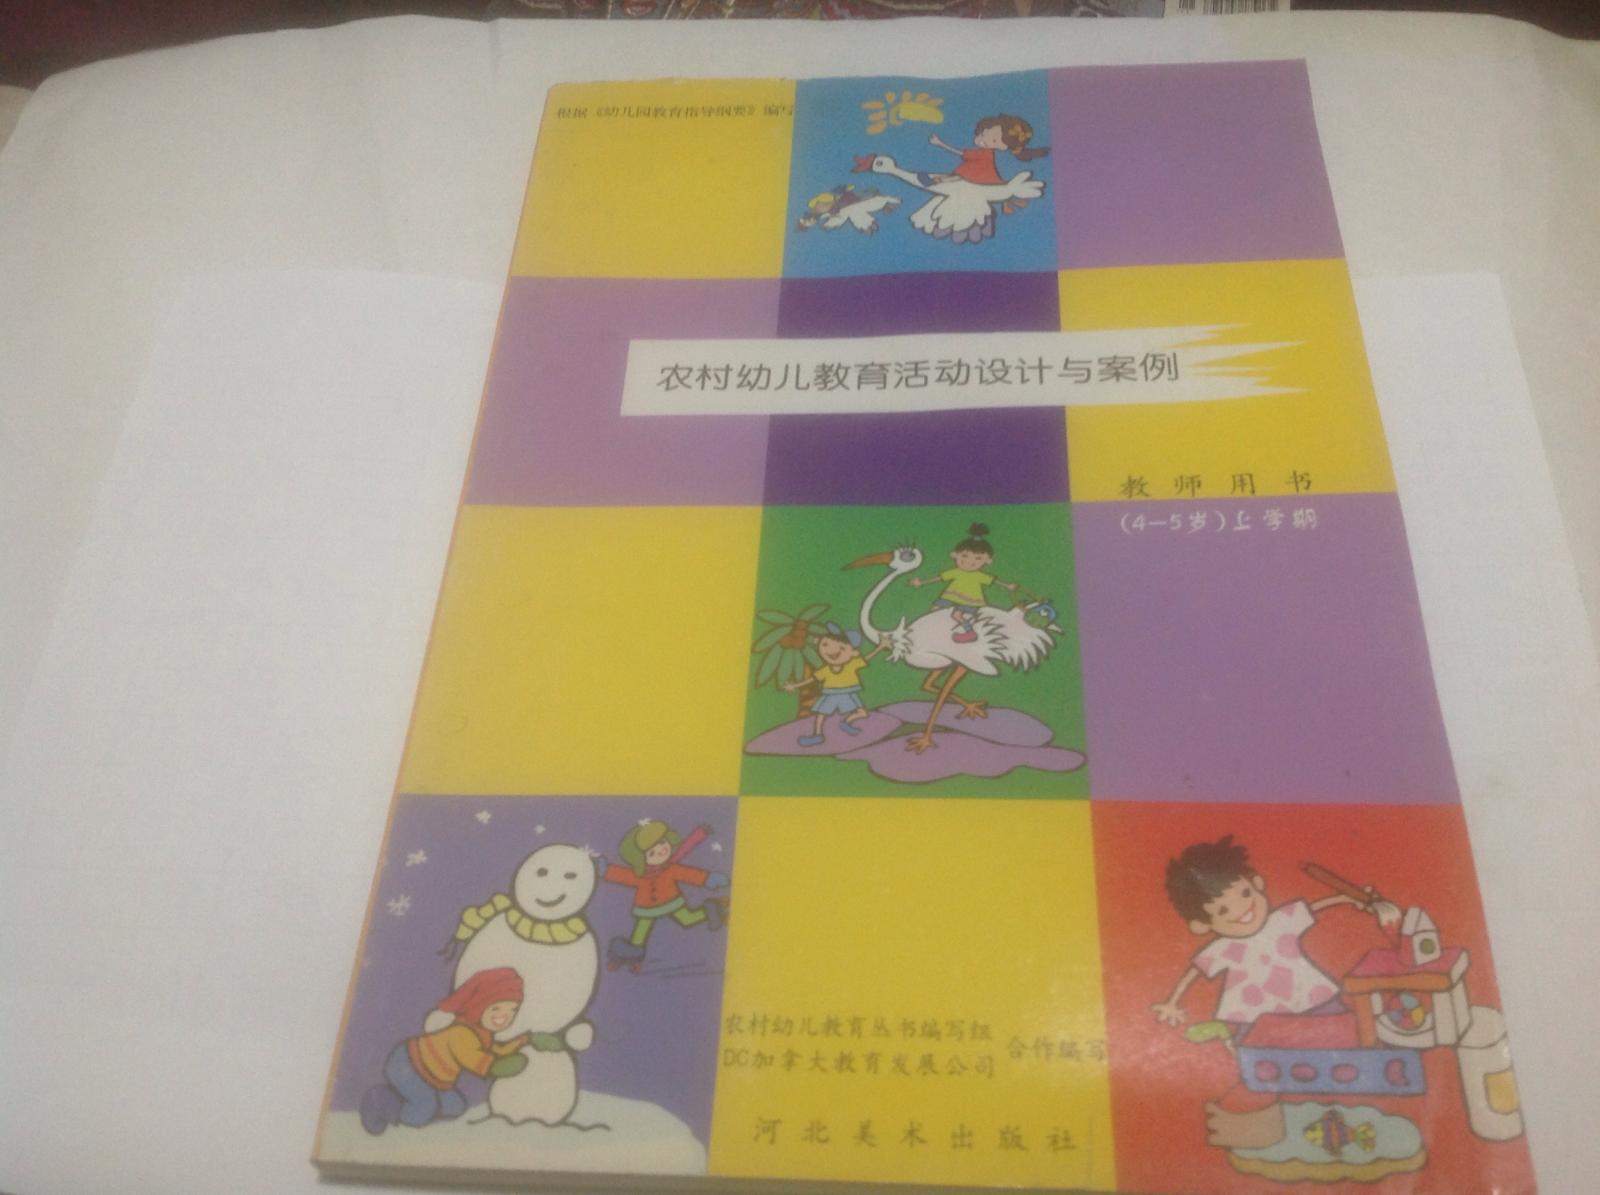 根据《幼儿园教育指导纲要》编写
农村幼儿教育活动设计与案例
教师用书
(4—5岁)上学期
农村幼儿教育丛书编写组
DC加拿大教育发展公司
合作编写
河北美术出版社